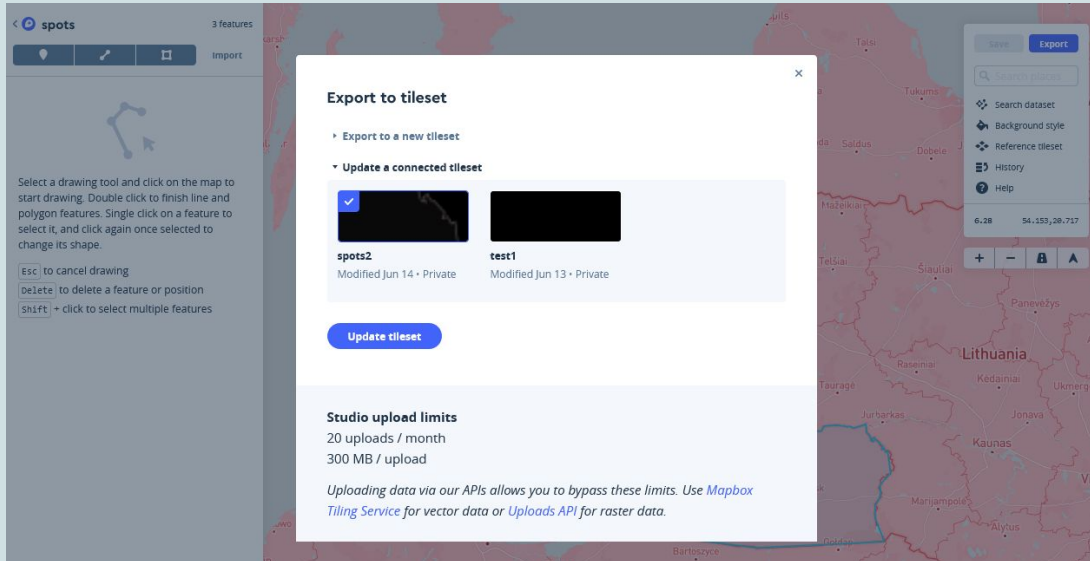 spots
3 features
Import
Select a drawing tool and click on the map to
start drawing. Double click to finish line and
polygon features. Single click on a feature to
select it, and click again once selected to
change its shape.
Esc to cancel drawing
Delete to delete a feature or position
Shift + click to select multiple features
Export to tileset
Export to a new tileset
Update a connected tileset
spots2
Modified Jun 14 • Private
test1
Modified Jun 13 • Private
Update tileset
Studio upload limits
20 uploads / month
300 MB / upload
Uploading data via our APIs allows you to bypass these limits. Use Mapbox
Tiling Service for vector data or Uploads API for raster data.
Save
Export
Search places
Search dataset
Background style
Reference tileset
History
Help
6.28
54.153,20.717
Talsi
Tukums
Saldus
Dobele
Mažeikiai
Telšiai
Šiauliai
Panevėžys
Lithuania
Raseiniai
Kėdainiai
Tauragė
Jurbarkas
Jonava
Kaunas
Marijampolė
Alytus
Bartoszyce